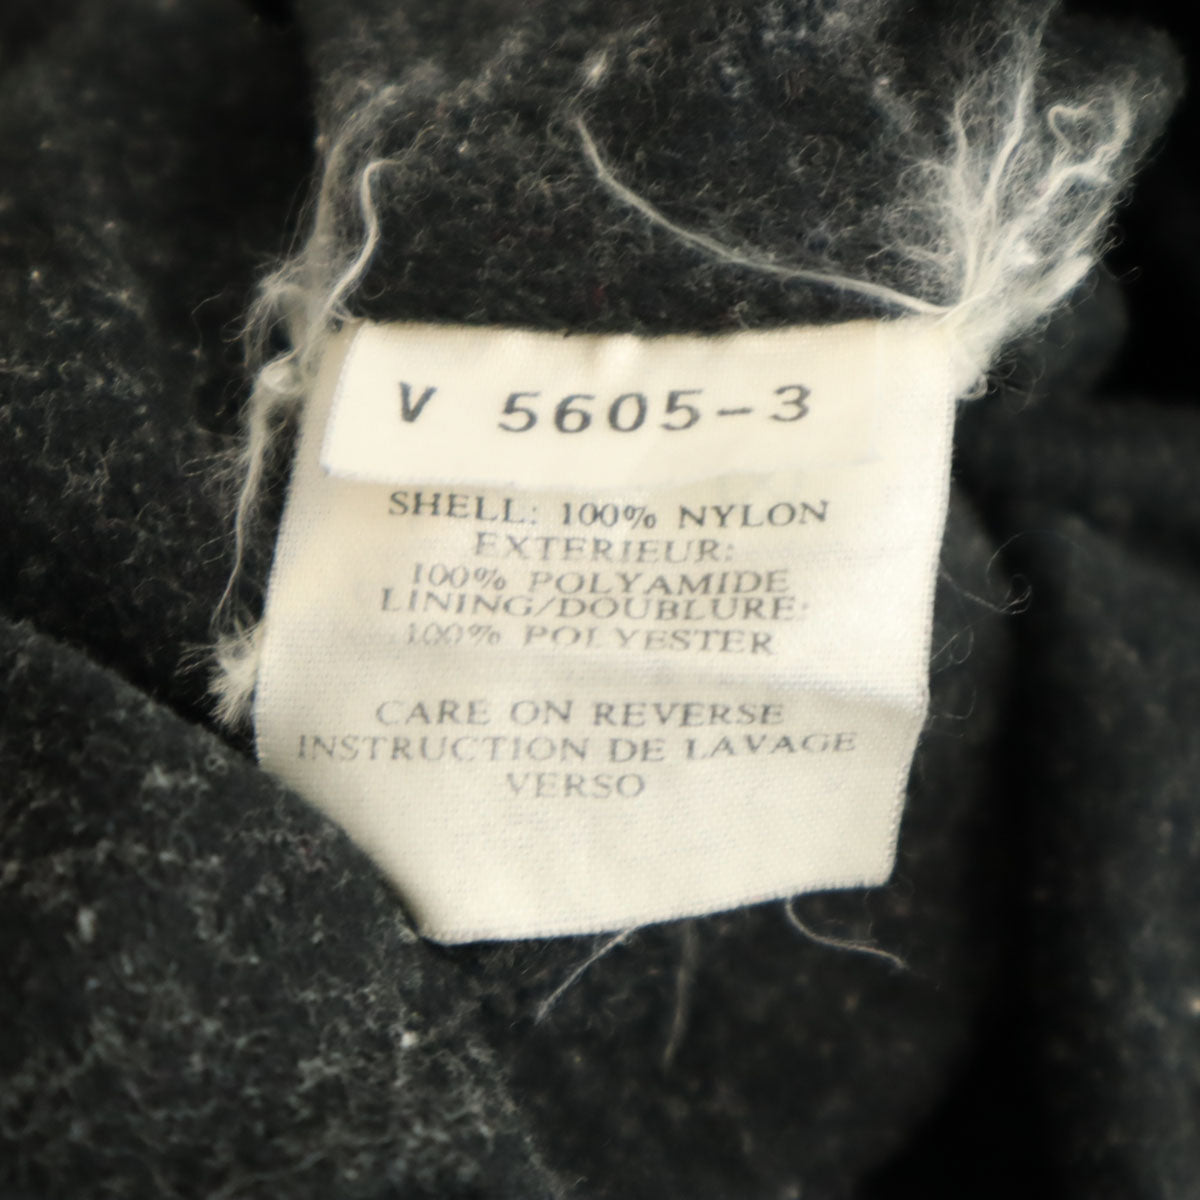 V 5605-3
SHELL: 100% NYLON
EXTERIEUR:
100% POLYAMIDE
LINING/DOUBLURE:
100% POLYESTER
CARE ON REVERSE
INSTRUCTION DE LAVAGE
VERSO